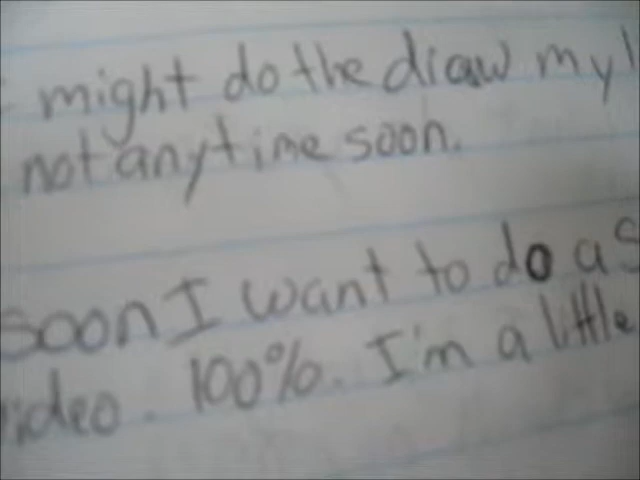 might do the draw my l
not anytime soon.
soon I want to do a S
video. 100%. I'm a little